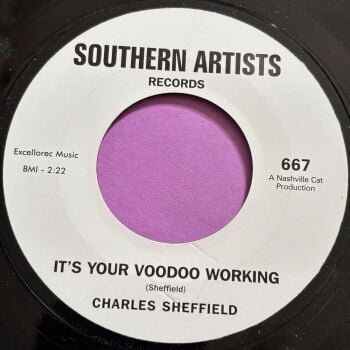 SOUTHERN ARTISTS
RECORDS
Excellorec Music
BMI - 2:22
667
A Nashville Cat
Production
IT'S YOUR VOODOO WORKING
(Sheffield)
CHARLES SHEFFIELD